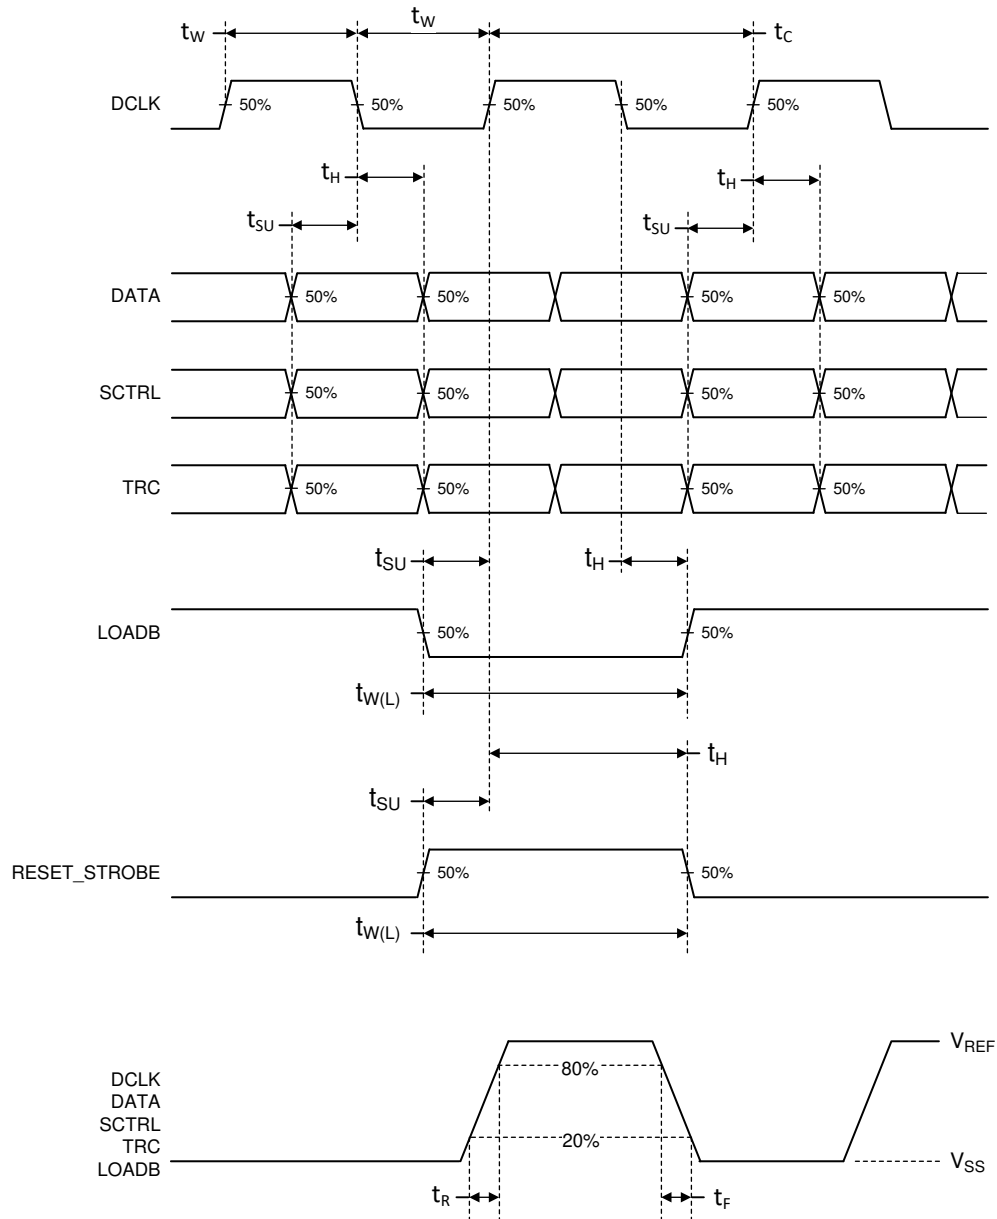 tW
tW
tC
DCLK
50%
50%
50%
50%
50%
tH
tH
tSU
tSU
DATA
50%
50%
50%
50%
SCTRL
50%
50%
50%
50%
TRC
50%
50%
50%
50%
tSU
tH
LOADB
50%
50%
tW(L)
tH
tSU
RESET_STROBE
50%
50%
tW(L)
VREF
80%
DCLK
DATA
SCTRL
TRC
LOADB
20%
VSS
tR
tF